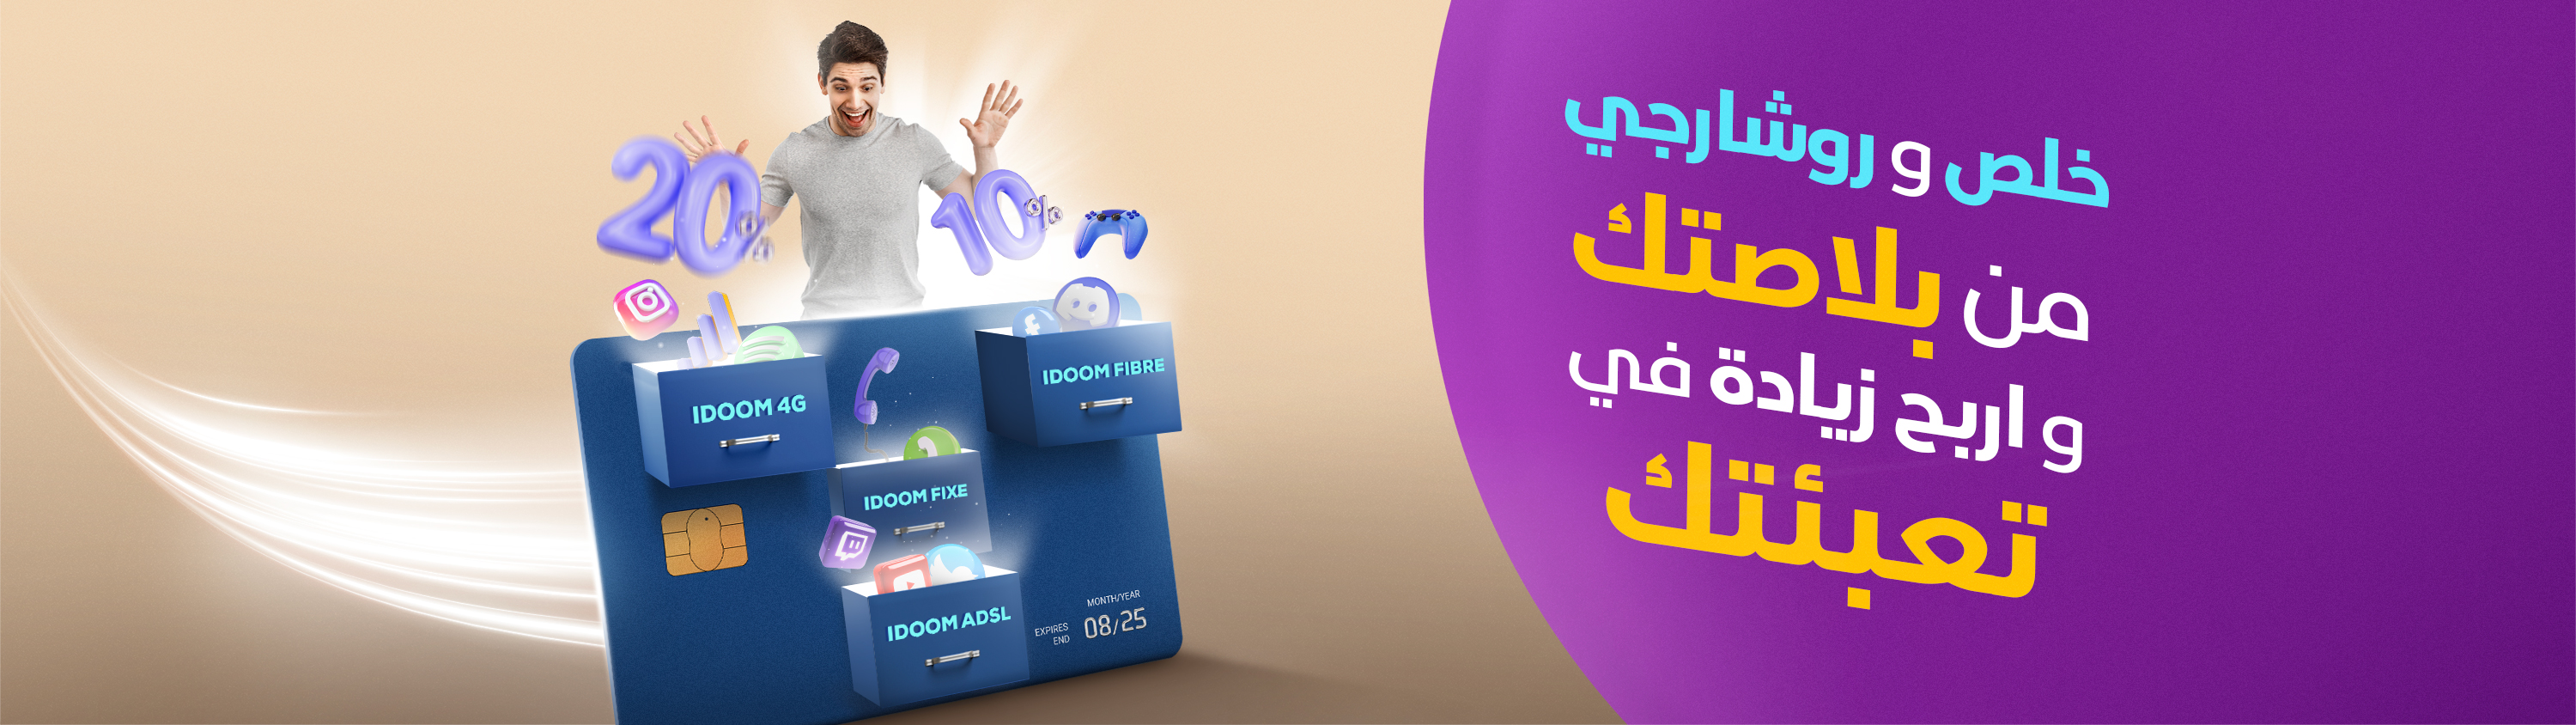 خلص و روشارجي
من بلاصتك
و اربح زيادة في
تعبئتك
20%
10%
IDOOM 4G
IDOOM FIBRE
IDOOM FIXE
IDOOM ADSL
MONTH/YEAR
EXPIRES
END
08/25